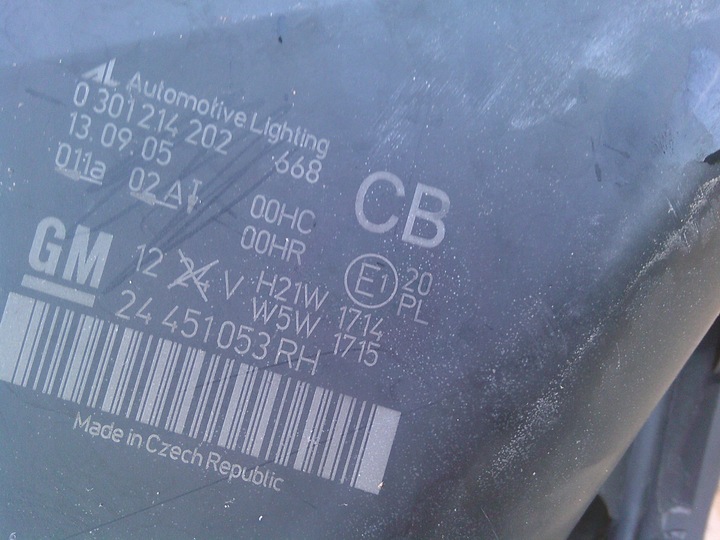 AL Automotive Lighting
0 301 214 202 668
13 09 05
011a 02A
00HC
00HR
CB
GM
12 24 V H21W 1714
W5W 1715
E1 20
PL
24 451 053 RH
Made in Czech Republic